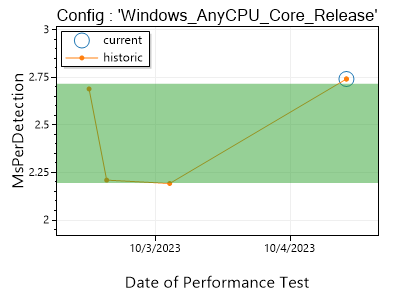 Config : 'Windows_AnyCPU_Core_Release'
current
historic
3
2.75
2.5
2.25
2
MsPerDetection
10/3/2023
10/4/2023
Date of Performance Test